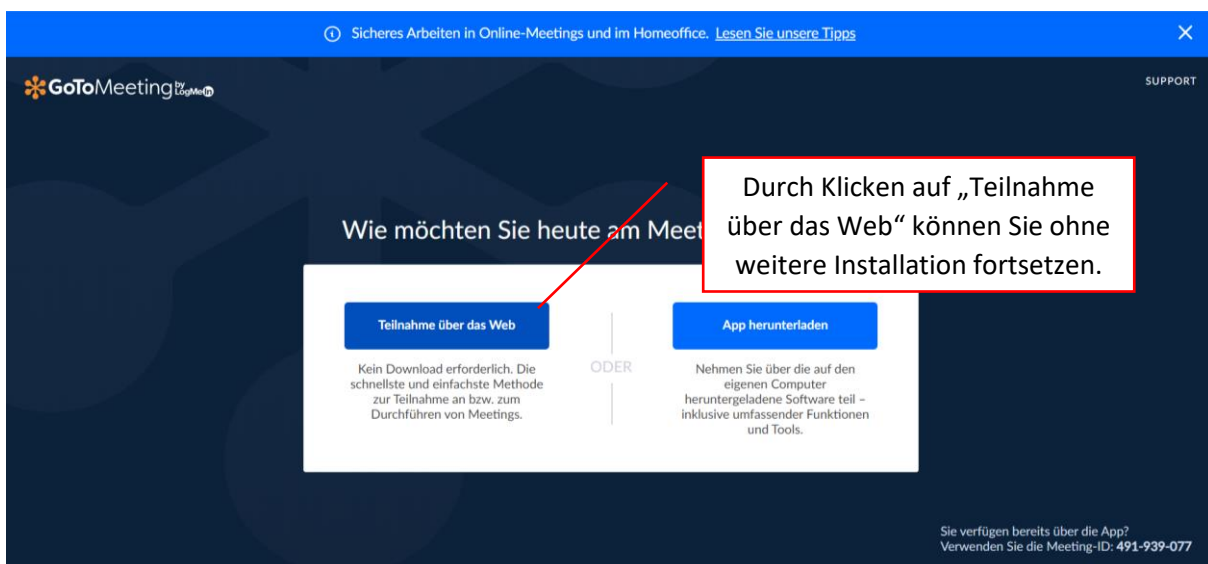 Sicheres Arbeiten in Online-Meetings und im Homeoffice. Lesen Sie unsere Tipps
GoToMeeting by LogMeIn
SUPPORT
Wie möchten Sie heute am Meet
Durch Klicken auf „Teilnahme
über das Web“ können Sie ohne
weitere Installation fortsetzen.
Teilnahme über das Web
Kein Download erforderlich. Die
schnellste und einfachste Methode
zur Teilnahme an bzw. zum
Durchführen von Meetings.
ODER
App herunterladen
Nehmen Sie über die auf den
eigenen Computer
heruntergeladene Software teil –
inklusive umfassender Funktionen
und Tools.
Sie verfügen bereits über die App?
Verwenden Sie die Meeting-ID: 491-939-077